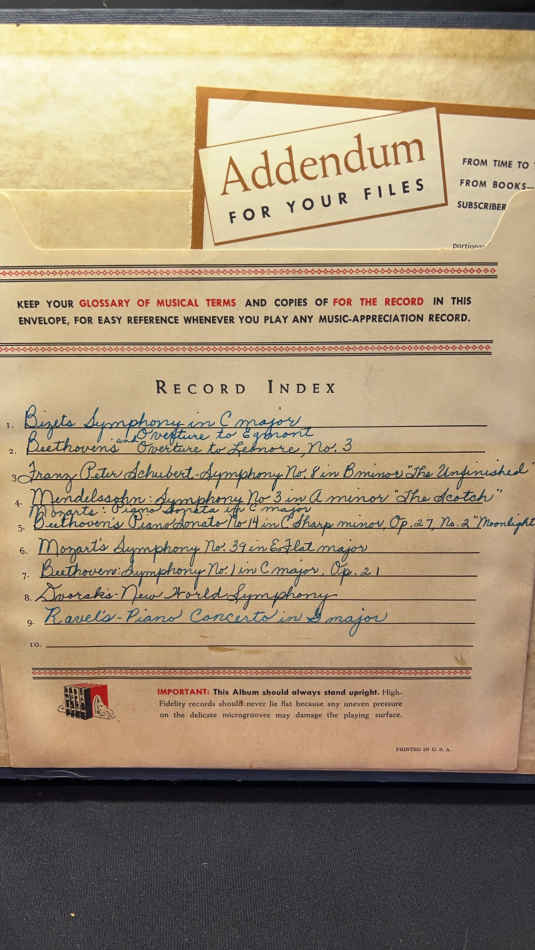 Addendum
FOR YOUR FILES
FROM TIME TO
FROM BOOKS—
SUBSCRIBER
portions
KEEP YOUR GLOSSARY OF MUSICAL TERMS AND COPIES OF FOR THE RECORD IN THIS
ENVELOPE, FOR EASY REFERENCE WHENEVER YOU PLAY ANY MUSIC-APPRECIATION RECORD.
RECORD INDEX
1. Bizet's Symphony in C major
and Overture to Egmont
2. Beethoven's Overture to Leonore, No. 3
3. Franz Peter Schubert-Symphony No. 8 in B minor "The Unfinished"
4. Mendelssohn: Symphony No 3 in A minor "The Scotch"
Mozarts: Piano Sonata in C major
5. Beethoven's Piano Sonato No 14 in C Sharp minor, Op. 27, No. 2 "Moonlight
6. Mozart's Symphony No. 39 in E Flat major
7. Beethoven: Symphony No. 1 in C major, Op. 21
8. Dvorak's-New World Symphony
9. Ravel's-Piano Concerto in G major
10.
IMPORTANT: This Album should always stand upright. High-
Fidelity records should never lie flat because any uneven pressure
on the delicate microgrooves may damage the playing surface.
PRINTED IN U. S. A.